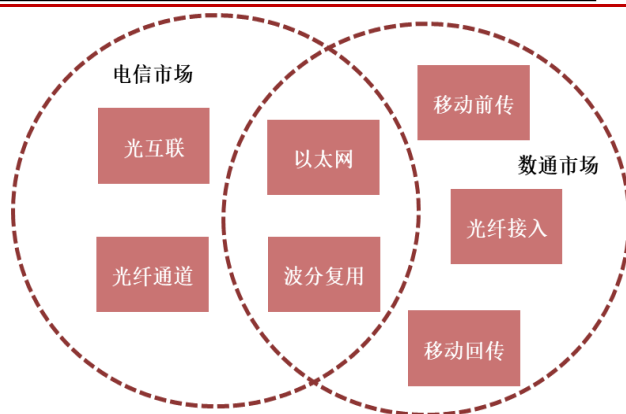 电信市场
移动前传
光互联
以太网
数通市场
光纤接入
光纤通道
波分复用
移动回传